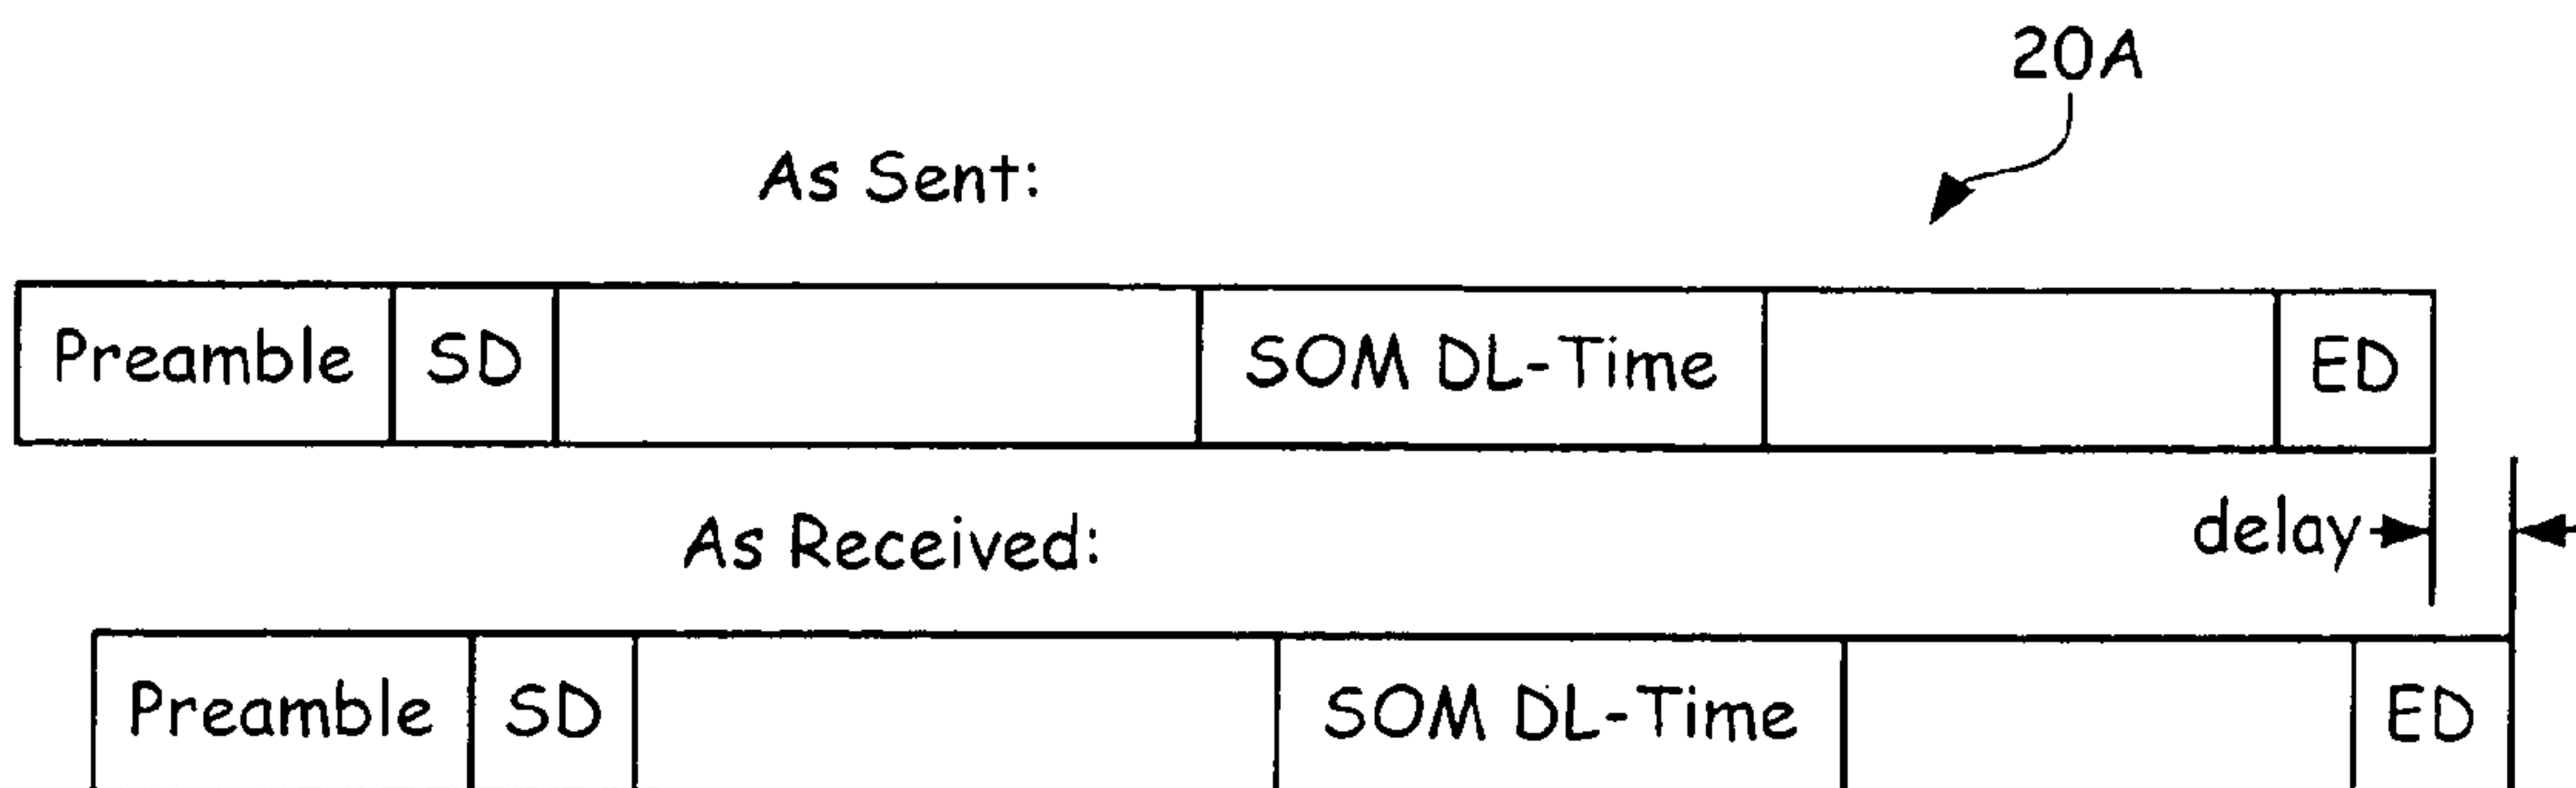 20A
As Sent:
Preamble SD SOM DL-Time ED
As Received:
delay
Preamble SD SOM DL-Time ED